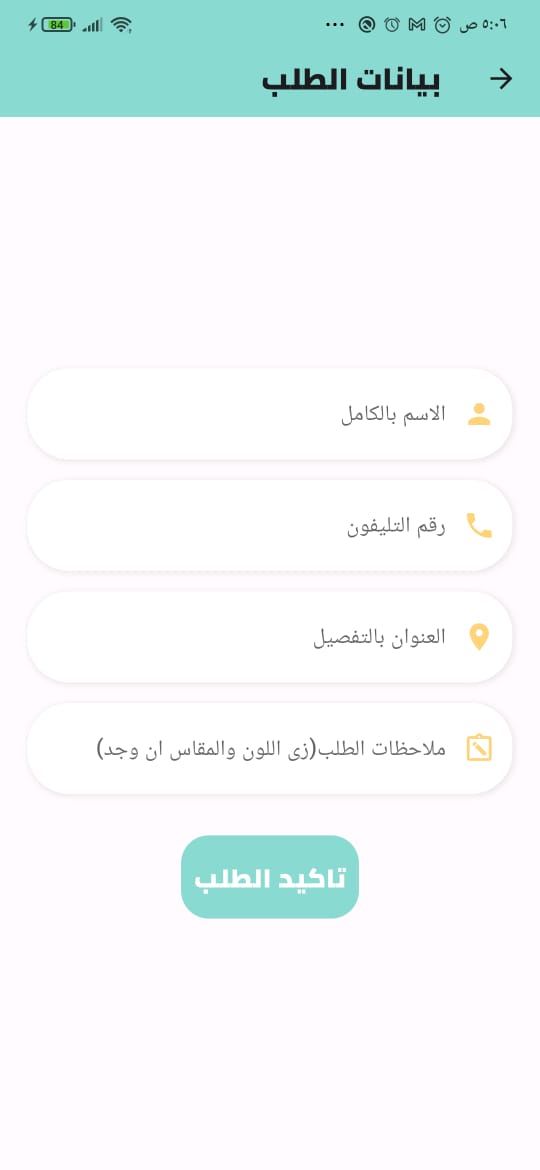 ٥:٠٦ ص
84
بيانات الطلب
الاسم بالكامل
رقم التليفون
العنوان بالتفصيل
ملاحظات الطلب(زى اللون والمقاس ان وجد)
تاكيد الطلب